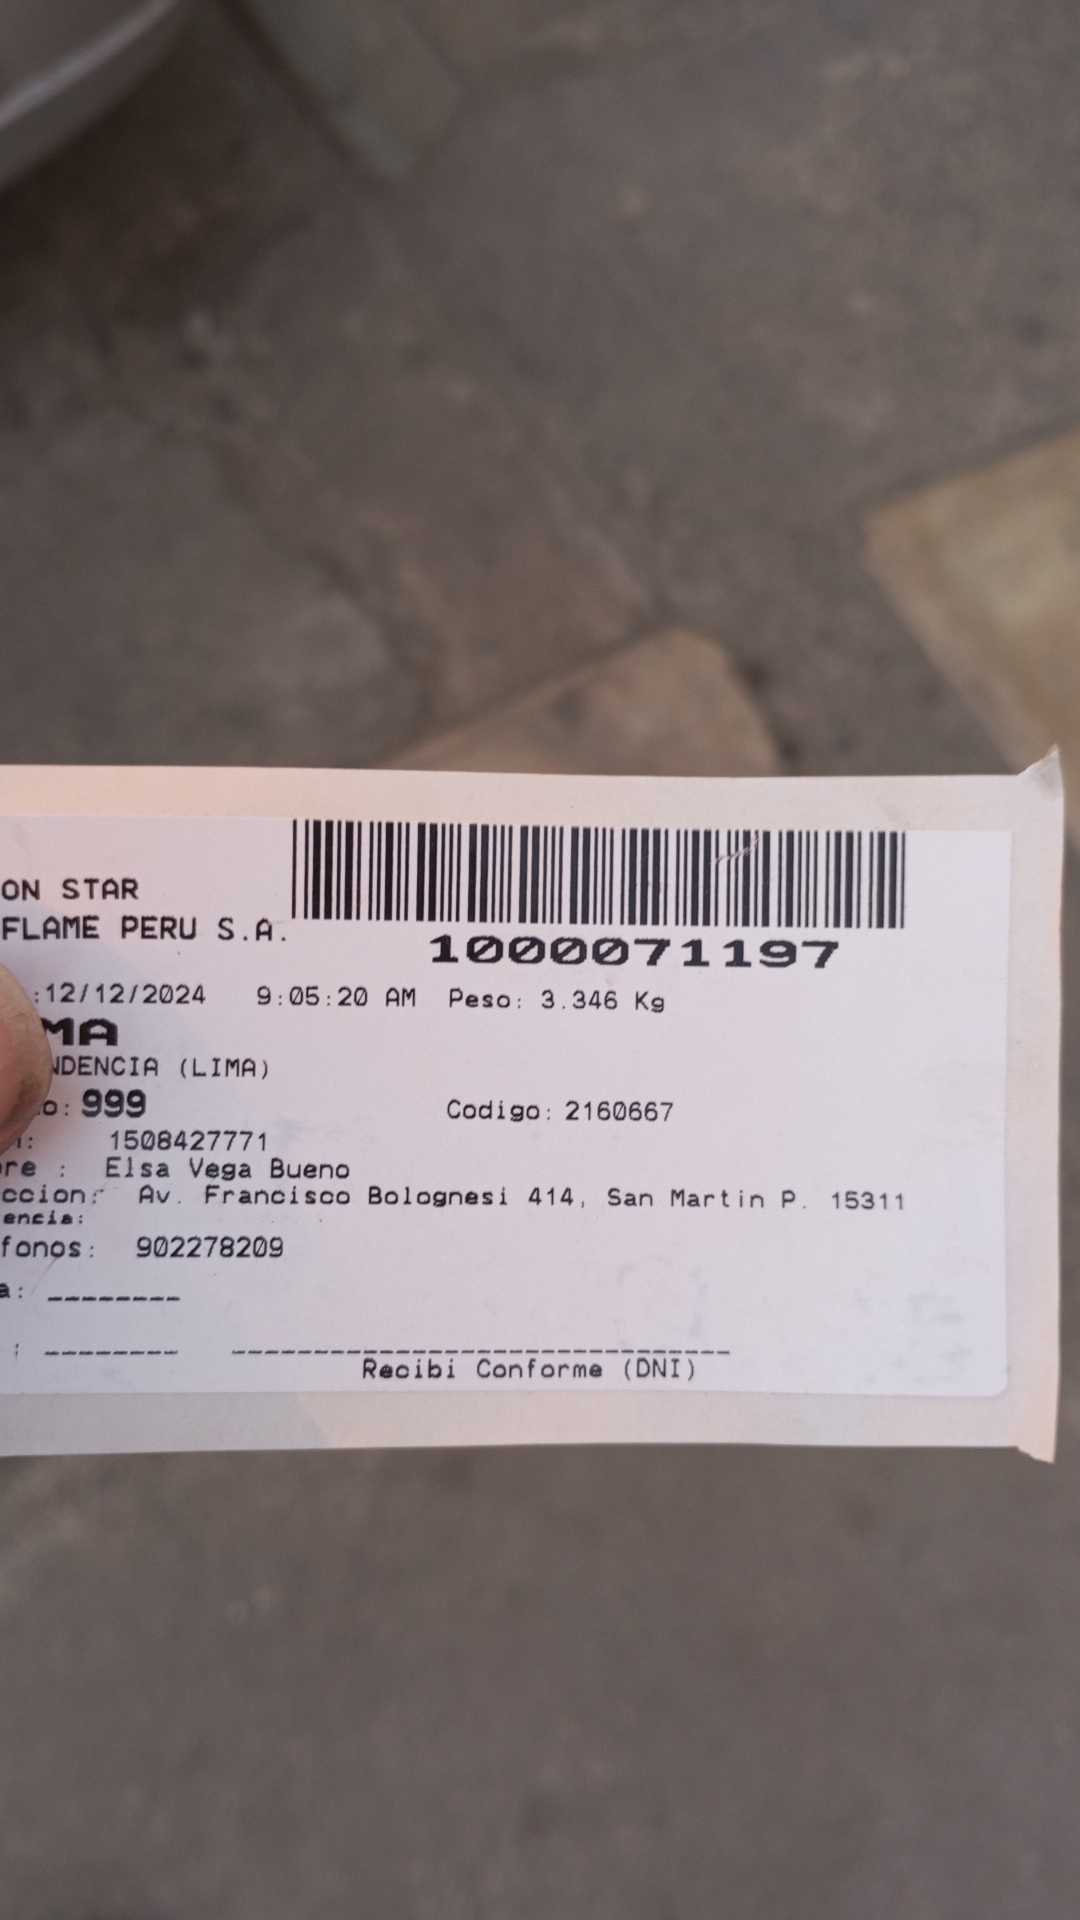 ON STAR
FLAME PERU S.A.
1000071197
:12/12/2024 9:05:20 AM Peso: 3.346 Kg
MA
NDENCIA (LIMA)
o: 999 Codigo: 2160667
: 1508427771
re : Elsa Vega Bueno
ccion: Av. Francisco Bolognesi 414, San Martin P. 15311
encia:
fonos: 902278209
a: ________
: ________
Recibi Conforme (DNI)